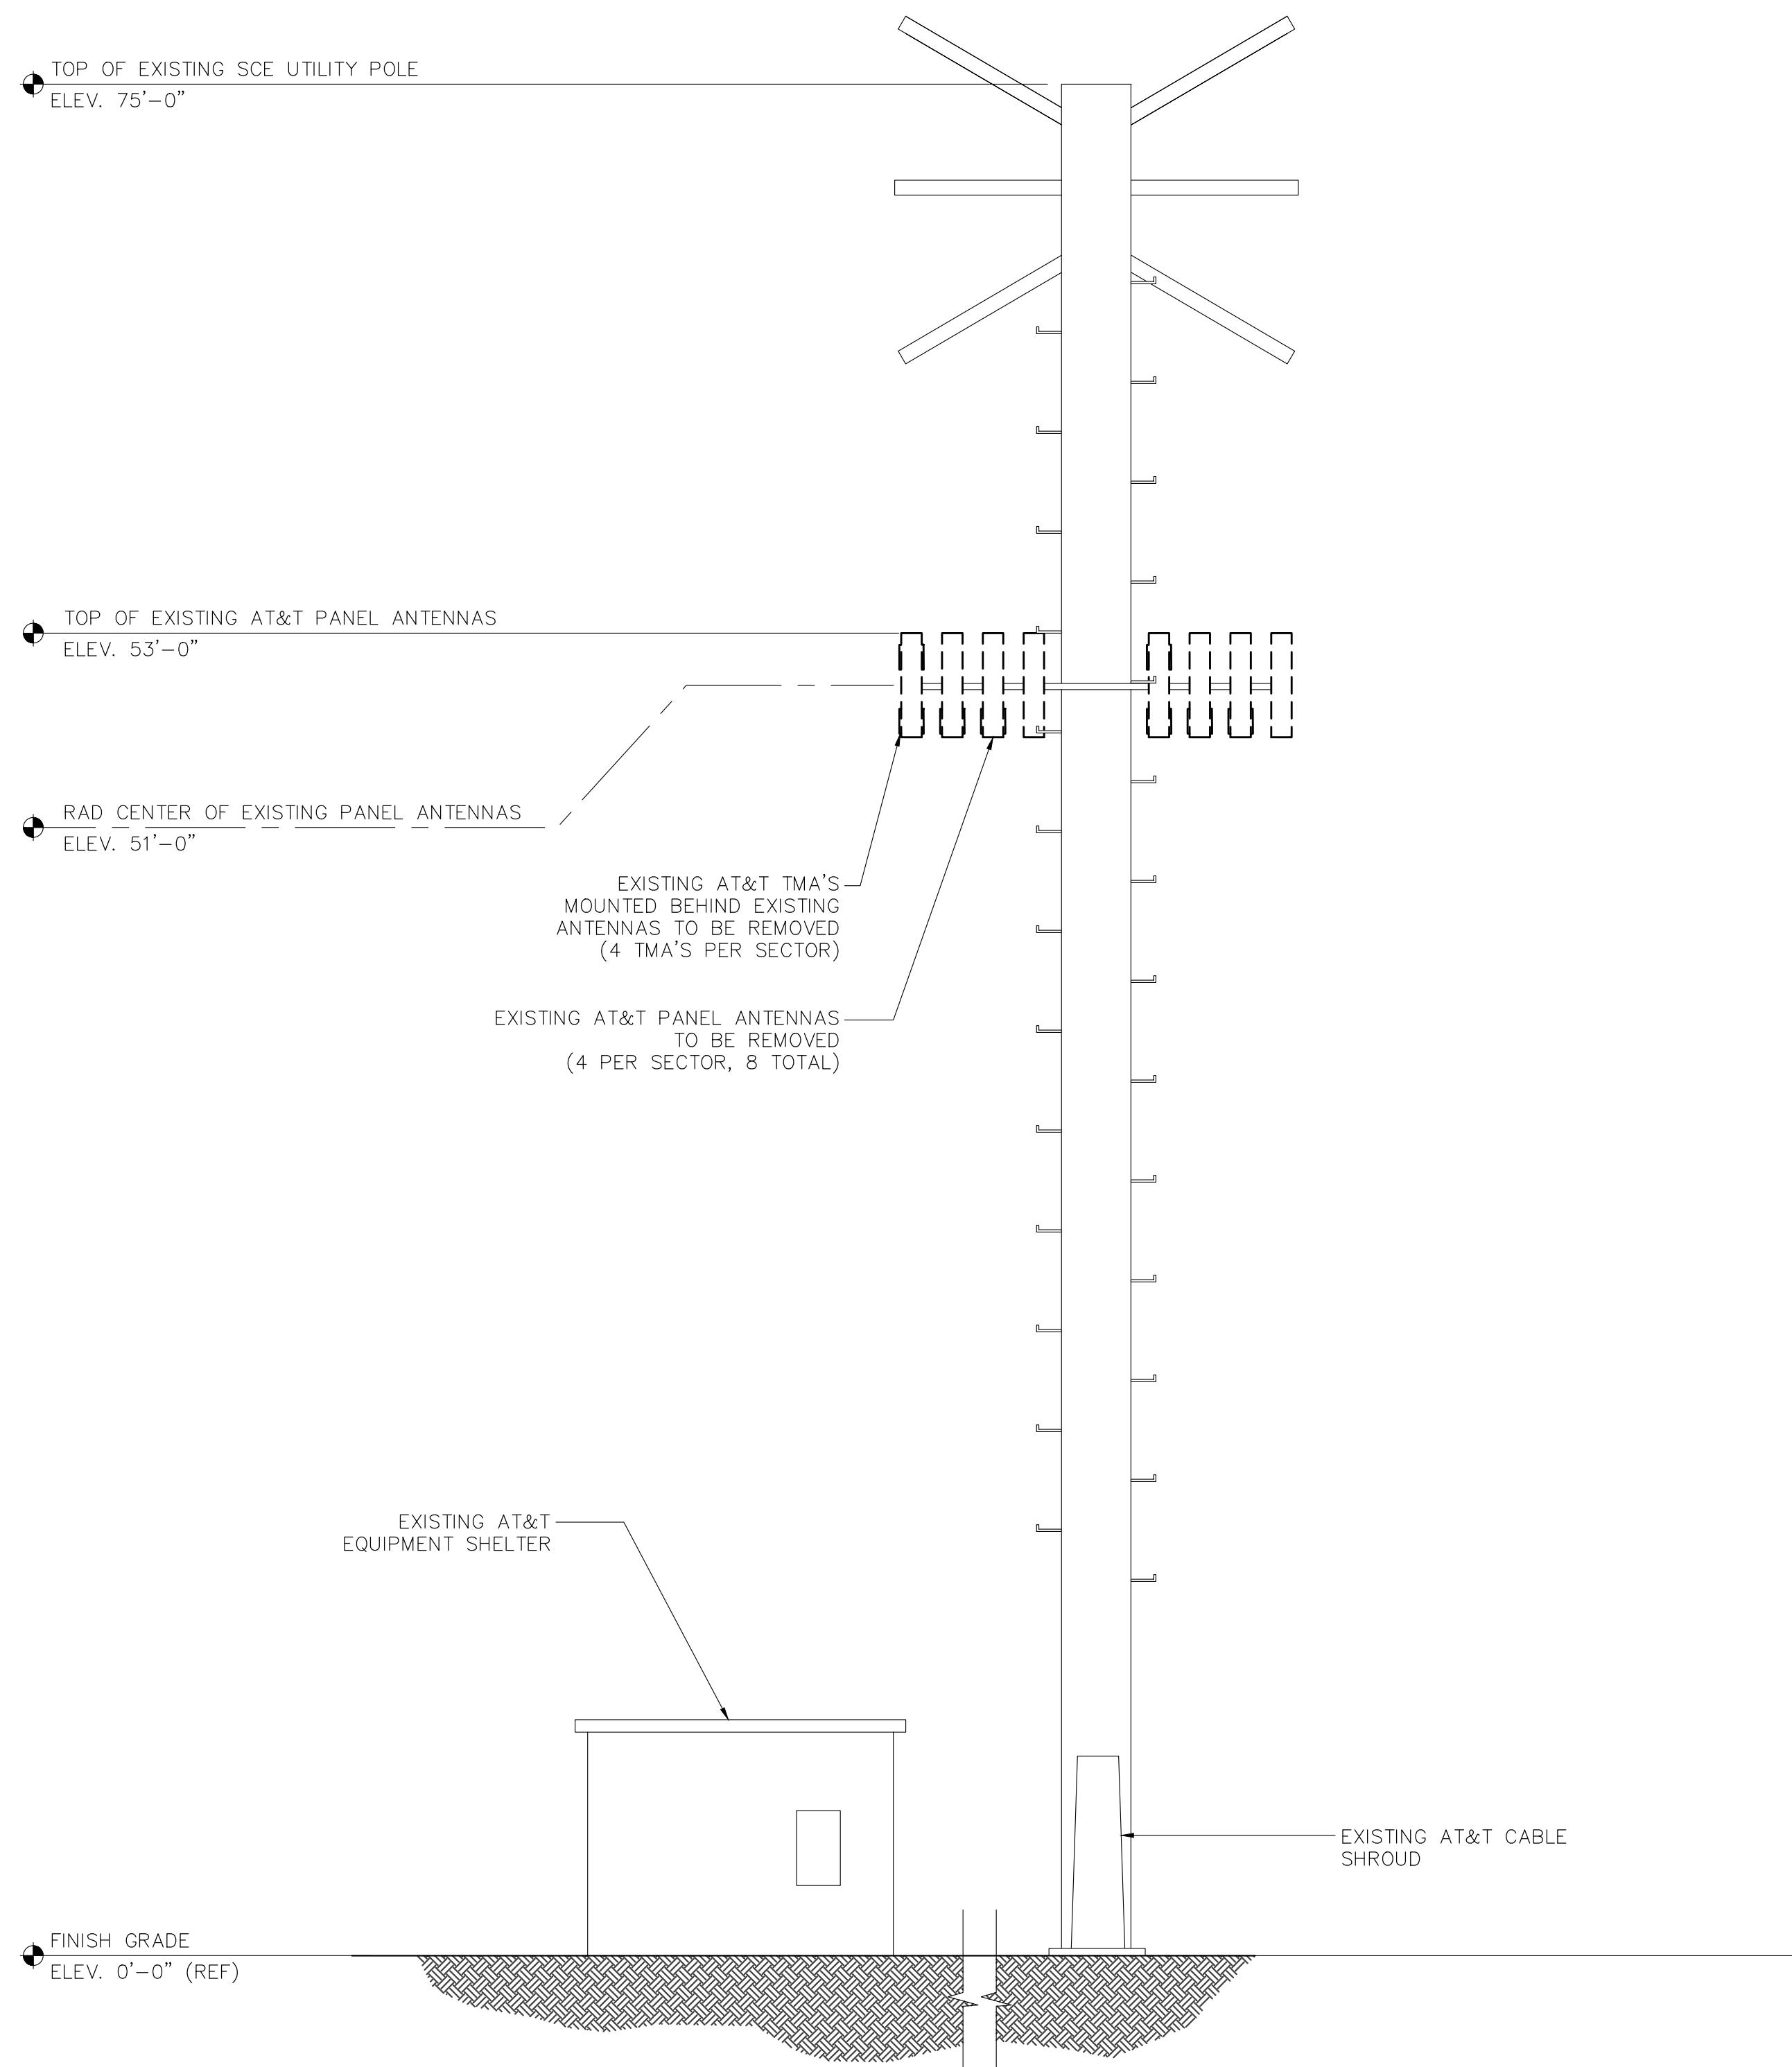 TOP OF EXISTING SCE UTILITY POLE
ELEV. 75'-0"
TOP OF EXISTING AT&T PANEL ANTENNAS
ELEV. 53'-0"
RAD CENTER OF EXISTING PANEL ANTENNAS
ELEV. 51'-0"
EXISTING AT&T TMA'S
MOUNTED BEHIND EXISTING
ANTENNAS TO BE REMOVED
(4 TMA'S PER SECTOR)
EXISTING AT&T PANEL ANTENNAS
TO BE REMOVED
(4 PER SECTOR, 8 TOTAL)
EXISTING AT&T
EQUIPMENT SHELTER
EXISTING AT&T CABLE
SHROUD
FINISH GRADE
ELEV. 0'-0" (REF)